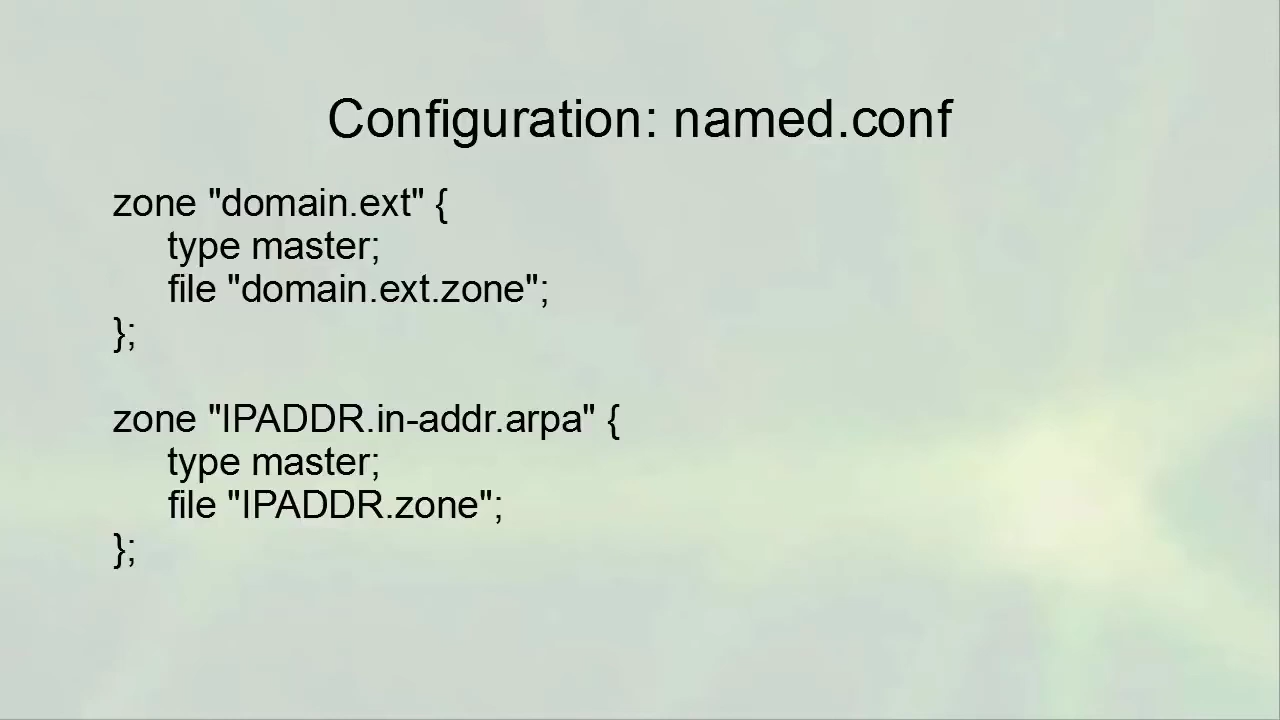 Configuration: named.conf
zone "domain.ext" {
type master;
file "domain.ext.zone";
};
zone "IPADDR.in-addr.arpa" {
type master;
file "IPADDR.zone";
};